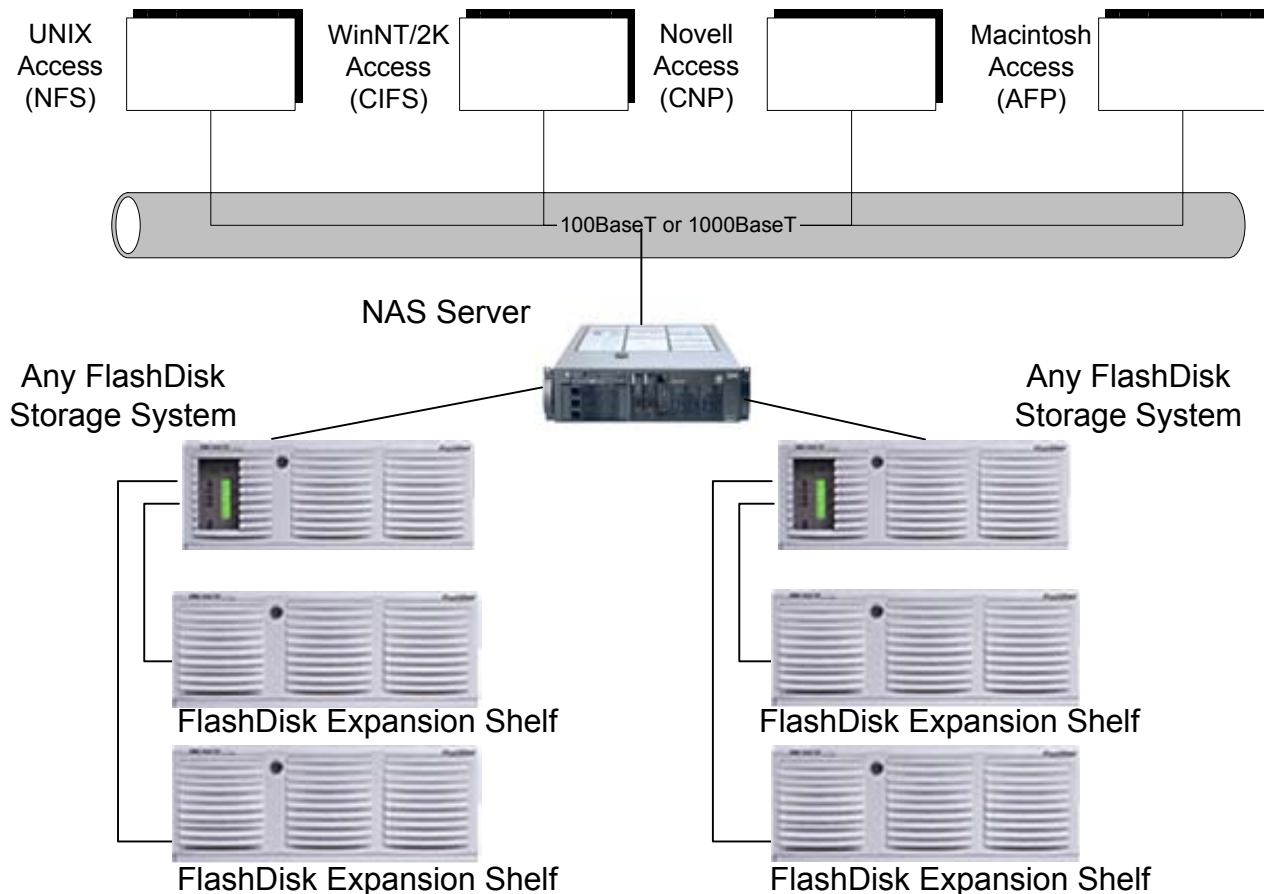 UNIX
Access
(NFS)
WinNT/2K
Access
(CIFS)
Novell
Access
(CNP)
Macintosh
Access
(AFP)
100BaseT or 1000BaseT
NAS Server
Any FlashDisk
Storage System
Any FlashDisk
Storage System
FlashDisk Expansion Shelf
FlashDisk Expansion Shelf
FlashDisk Expansion Shelf
FlashDisk Expansion Shelf